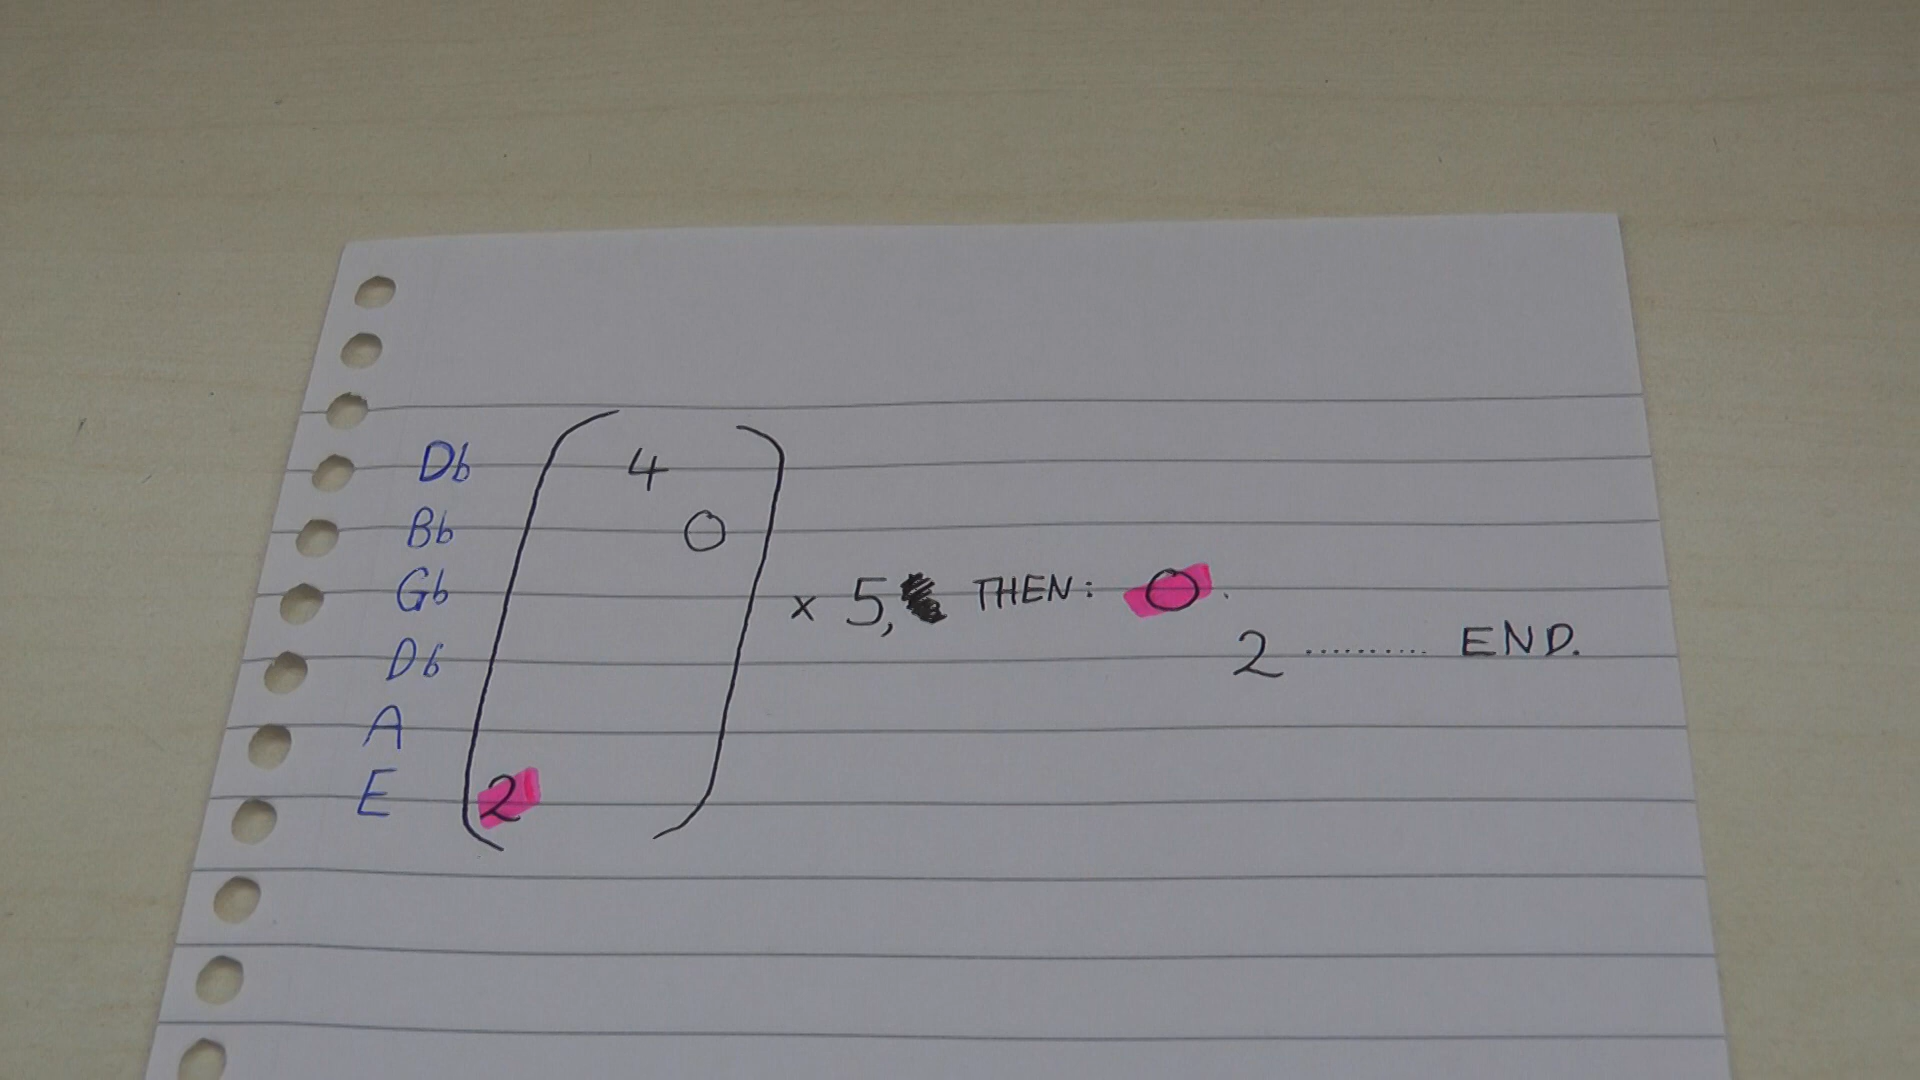 Db 4
Bb 0
Gb x 5, THEN: 0.
Db 2 .......... END.
A
E 2